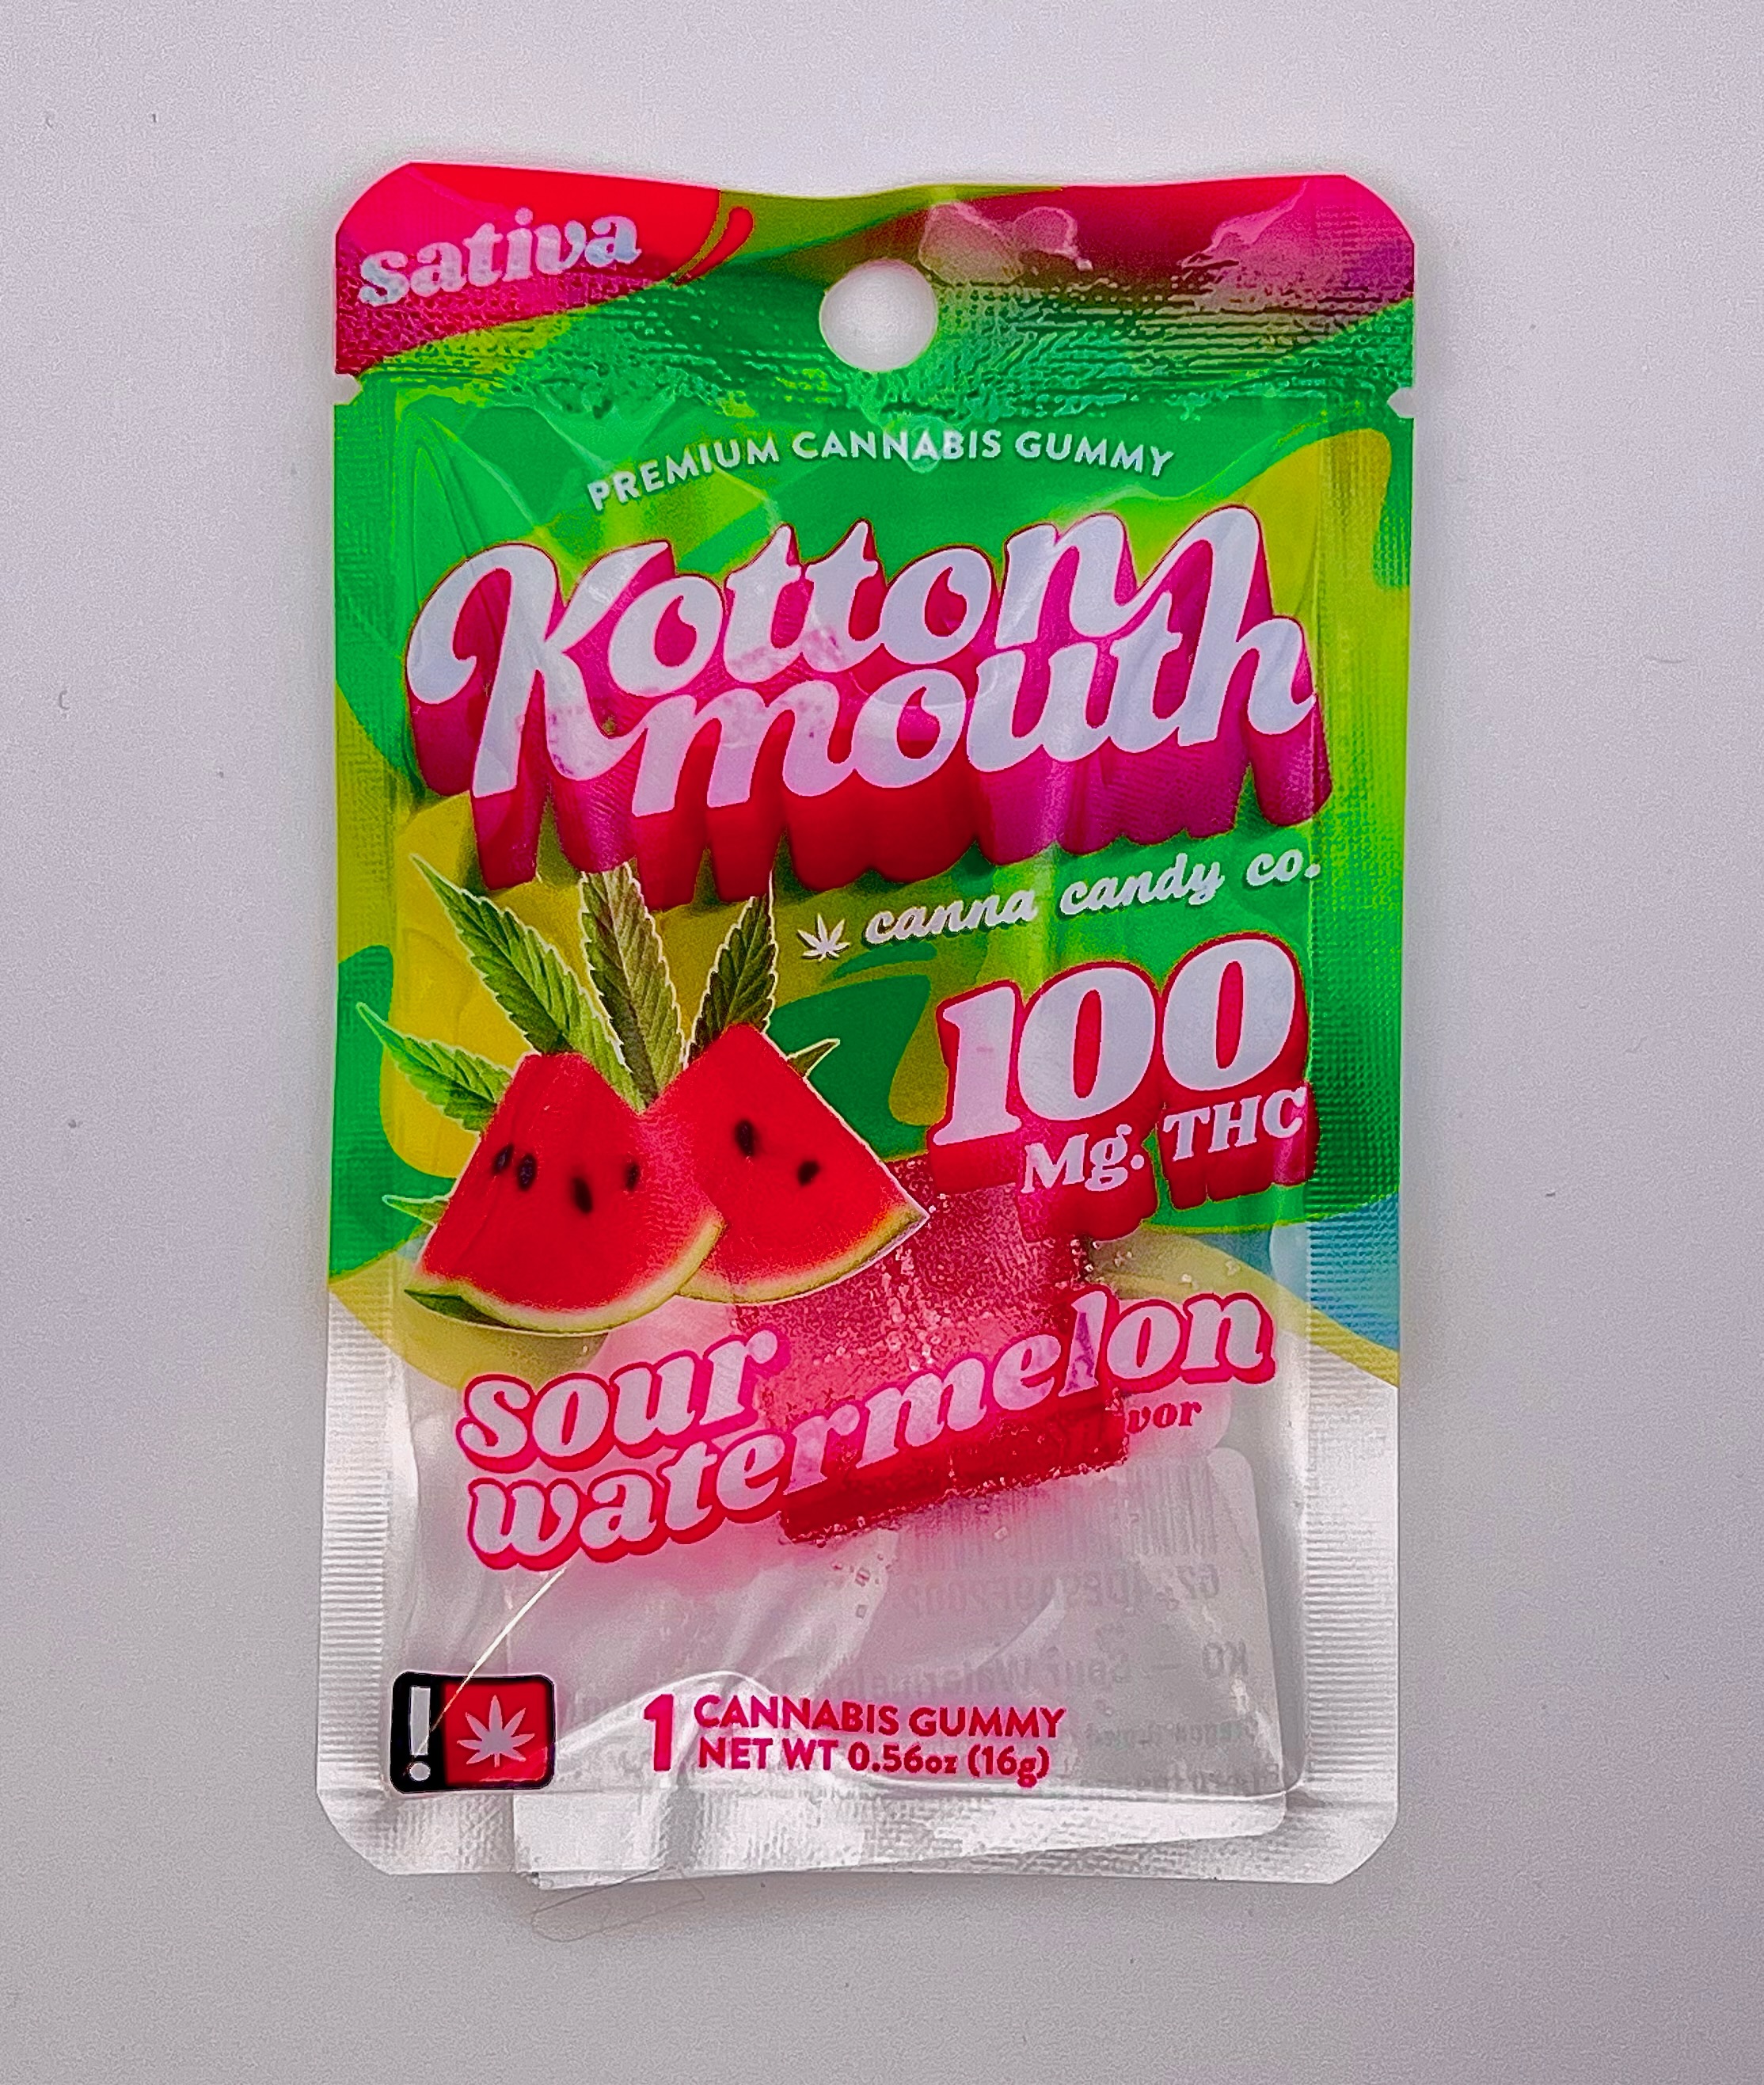 sativa
PREMIUM CANNABIS GUMMY
Kotton
mouth
canna candy co.
100
Mg. THC
sour
watermelon
!
1 CANNABIS GUMMY
NET WT 0.56oz (16g)